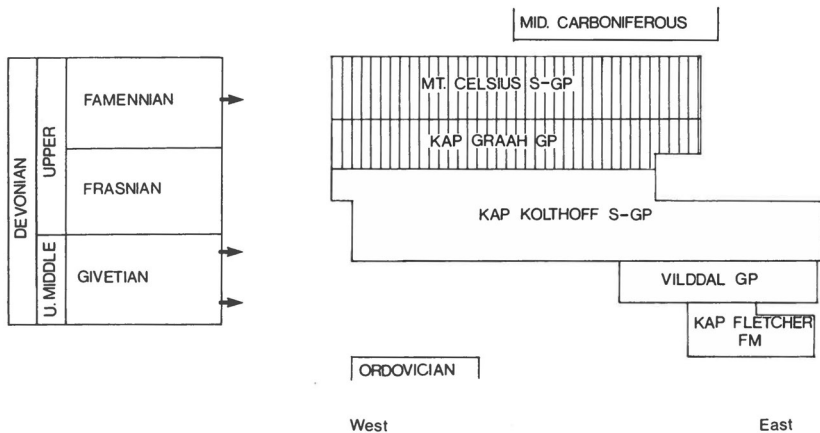 MID. CARBONIFEROUS
DEVONIAN
UPPER
U. MIDDLE
FAMENNIAN
FRASNIAN
GIVETIAN
MT. CELSIUS S-GP
KAP GRAAH GP
KAP KOLTHOFF S-GP
VILDDAL GP
KAP FLETCHER
FM
ORDOVICIAN
West
East